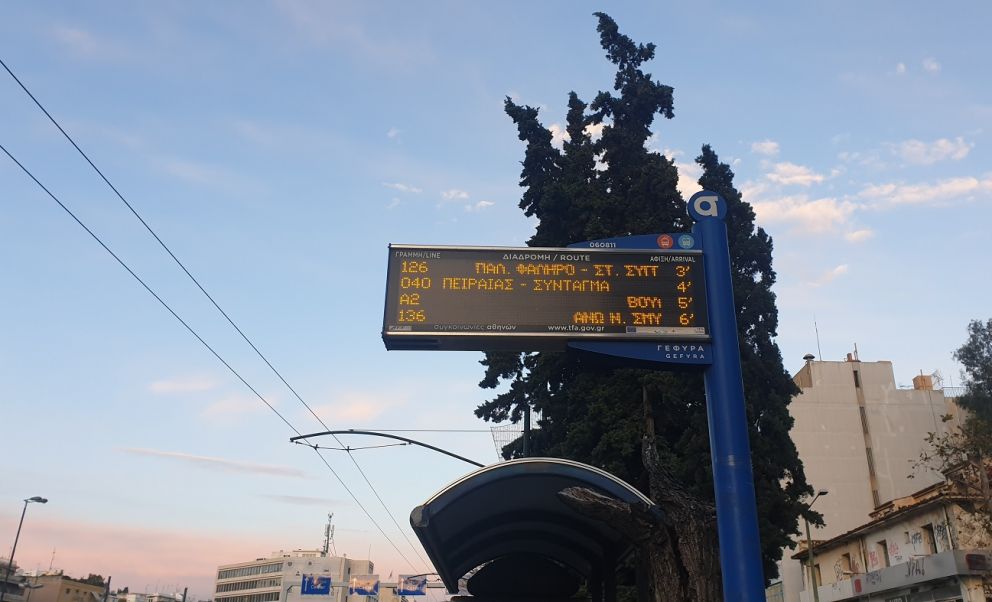 α
060811
ΓΡΑΜΜΗ/LINE ΔΙΑΔΡΟΜΗ / ROUTE ΑΦΙΞΗ/ARRIVAL
126 ΠΑΛ. ΦΑΛΗΡΟ - ΣΤ. ΣΥΓΓ 3'
040 ΠΕΙΡΑΙΑΣ - ΣΥΝΤΑΓΜΑ 4'
Α2 5'
136 ΑΝΩ Ν. ΣΜΥ 6'
συγκοινωνίες αθηνών www.tfa.gov.gr
ΓΕΦΥΡΑ
GEFYRA